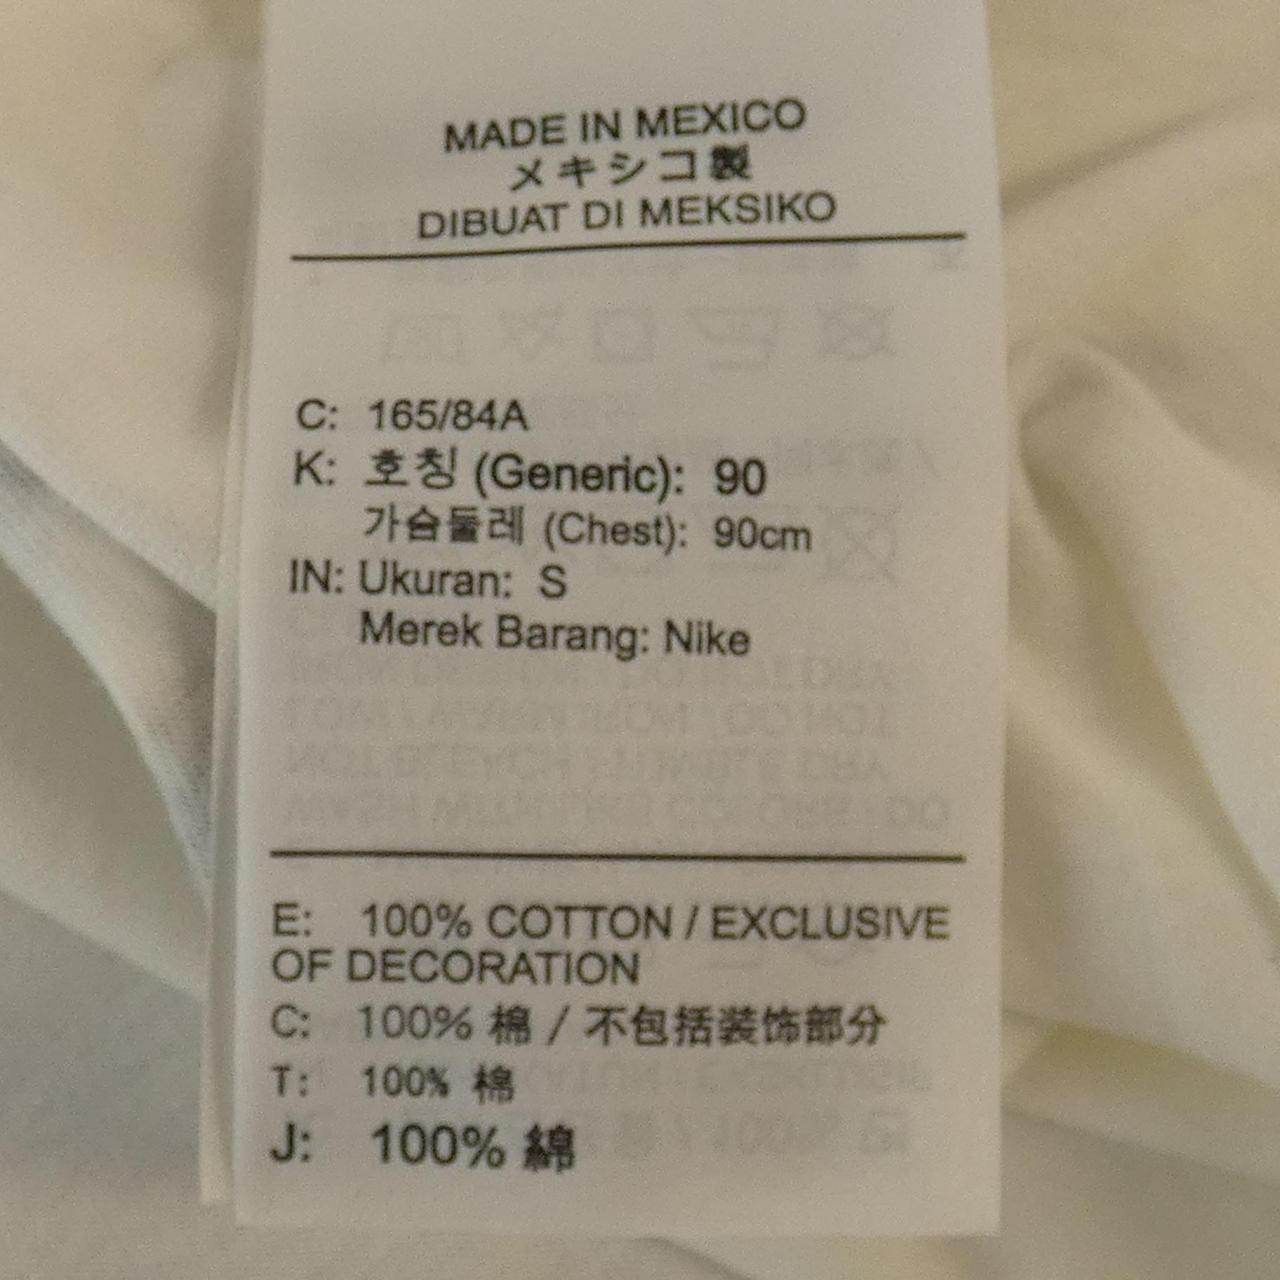 MADE IN MEXICO
メキシコ製
DIBUAT DI MEKSIKO
C: 165/84A
K: 호칭 (Generic): 90
가슴둘레 (Chest): 90cm
IN: Ukuran: S
Merek Barang: Nike
E: 100% COTTON / EXCLUSIVE
OF DECORATION
C: 100% 棉 / 不包括装饰部分
T: 100% 棉
J: 100% 綿